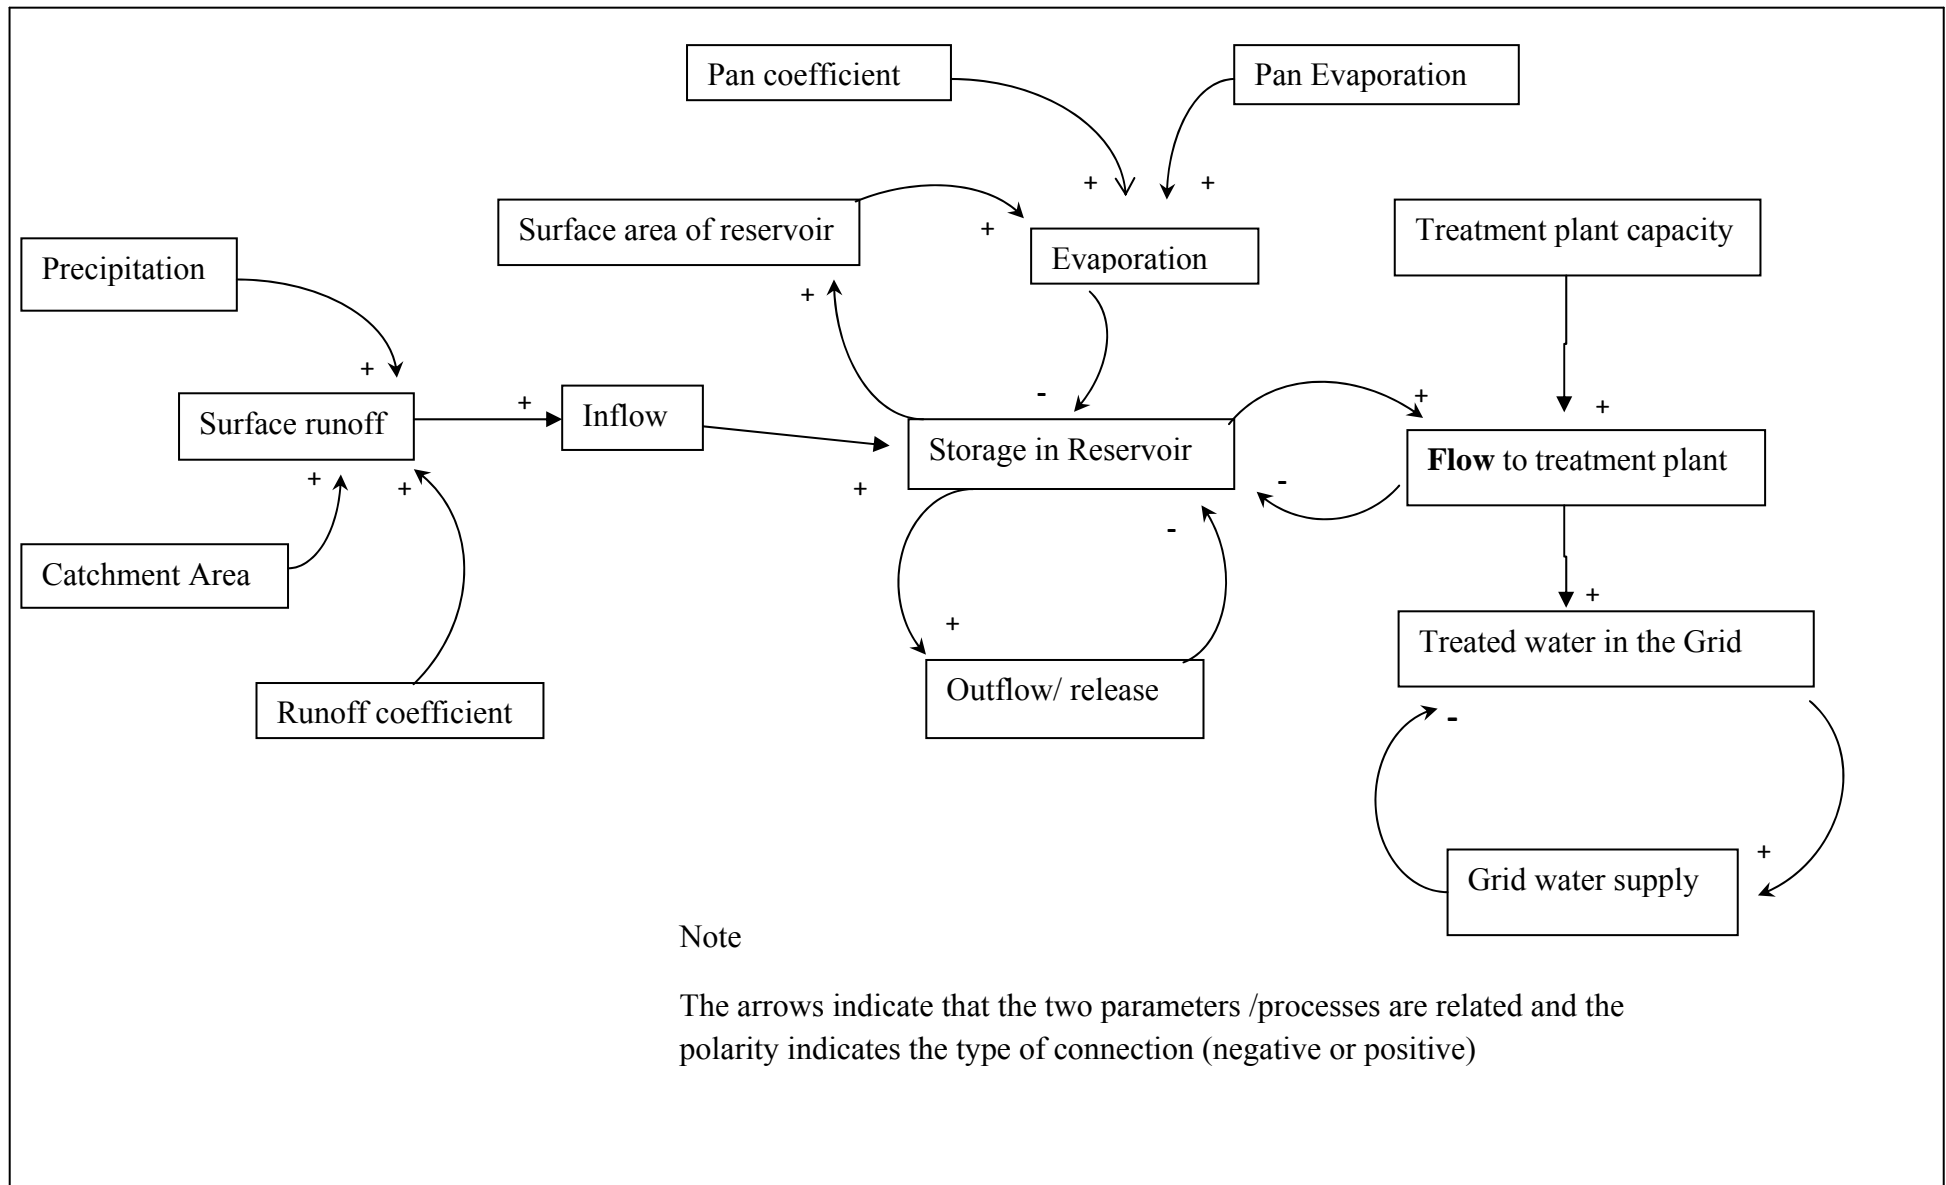 Pan coefficient
Pan Evaporation
+
+
Surface area of reservoir
+
Evaporation
Treatment plant capacity
Precipitation
+
+
+
Surface runoff
+
Inflow
-
Storage in Reservoir
+
+
Flow to treatment plant
+
+
+
-
-
Catchment Area
+
Runoff coefficient
Outflow/ release
+
Treated water in the Grid
-
+
Grid water supply
Note
The arrows indicate that the two parameters /processes are related and the
polarity indicates the type of connection (negative or positive)